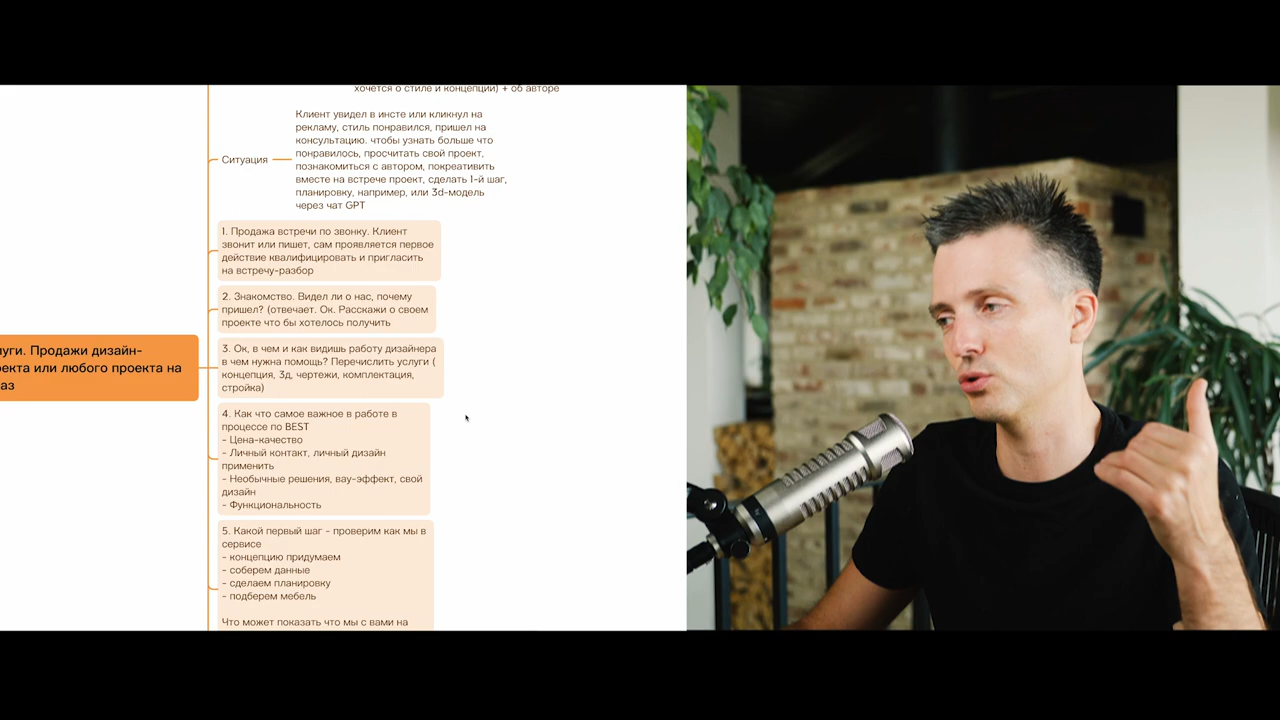 хочется о стиле и концепции) + об авторе
Ситуация
Клиент увидел в инсте или кликнул на
рекламу, стиль понравился, пришел на
консультацию. чтобы узнать больше что
понравилось, просчитать свой проект,
познакомиться с автором, покреативить
вместе на встрече проект, сделать 1-й шаг,
планировку, например, или 3d-модель
через чат GPT
1. Продажа встречи по звонку. Клиент
звонит или пишет, сам проявляется первое
действие квалифицировать и пригласить
на встречу-разбор
2. Знакомство. Видел ли о нас, почему
пришел? (отвечает. Ок. Расскажи о своем
проекте что бы хотелось получить
луги. Продажи дизайн-
оекта или любого проекта на
аз
3. Ок, в чем и как видишь работу дизайнера
в чем нужна помощь? Перечислить услуги (
концепция, 3д, чертежи, комплектация,
стройка)
4. Как что самое важное в работе в
процессе по BEST
- Цена-качество
- Личный контакт, личный дизайн
применить
- Необычные решения, вау-эффект, свой
дизайн
- Функциональность
5. Какой первый шаг - проверим как мы в
сервисе
- концепцию придумаем
- соберем данные
- сделаем планировку
- подберем мебель
Что может показать что мы с вами на